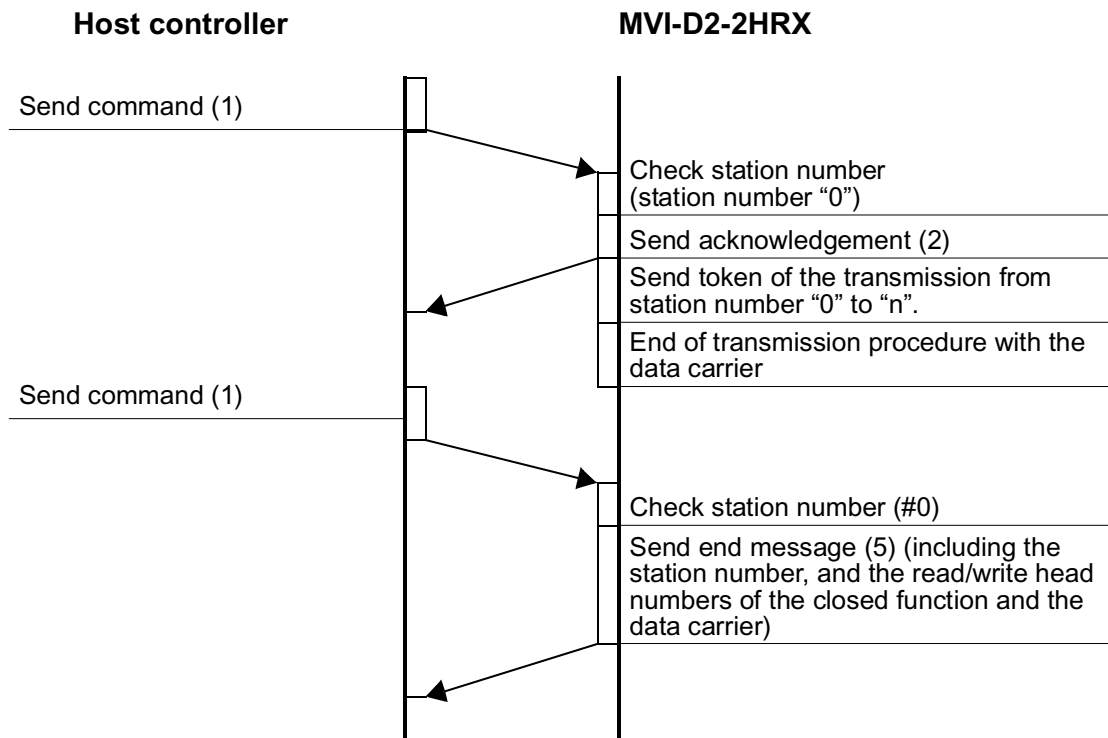 Host controller
MVI-D2-2HRX
Send command (1)
Check station number
(station number “0”)
Send acknowledgement (2)
Send token of the transmission from
station number “0” to “n”.
End of transmission procedure with the
data carrier
Send command (1)
Check station number (#0)
Send end message (5) (including the
station number, and the read/write head
numbers of the closed function and the
data carrier)